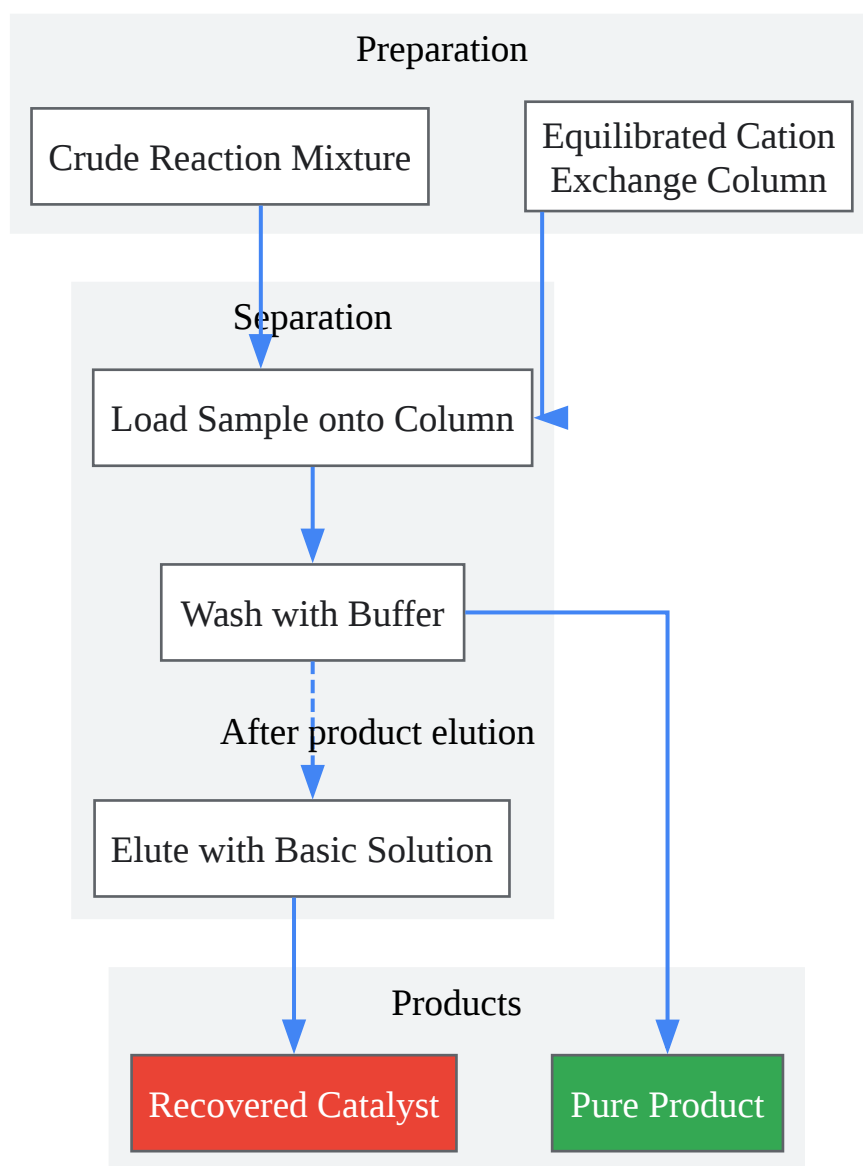 Preparation
Crude Reaction Mixture
Equilibrated Cation
Exchange Column
Separation
Load Sample onto Column
Wash with Buffer
After product elution
Elute with Basic Solution
Products
Recovered Catalyst
Pure Product